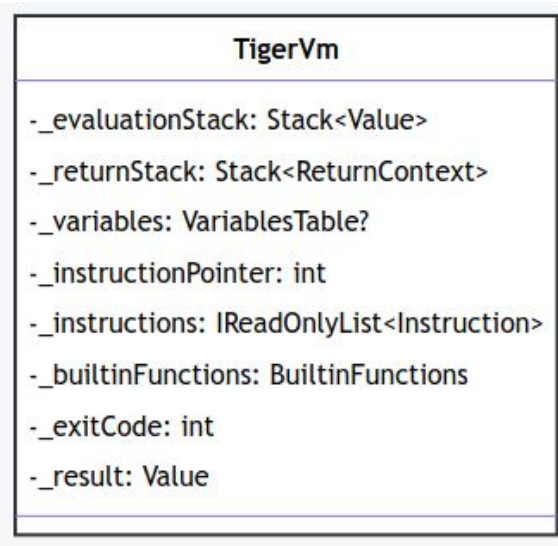 TigerVm
-_evaluationStack: Stack<Value>
-_returnStack: Stack<ReturnContext>
-_variables: VariablesTable?
-_instructionPointer: int
-_instructions: IReadOnlyList<Instruction>
-_builtinFunctions: BuiltinFunctions
-_exitCode: int
-_result: Value